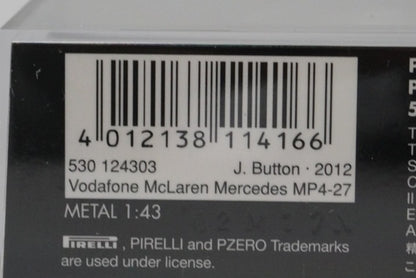 4 012138 114166
530 124303 J. Button · 2012
Vodafone McLaren Mercedes MP4-27
METAL 1:43
PIRELLI , PIRELLI and PZERO Trademarks
are used under license.